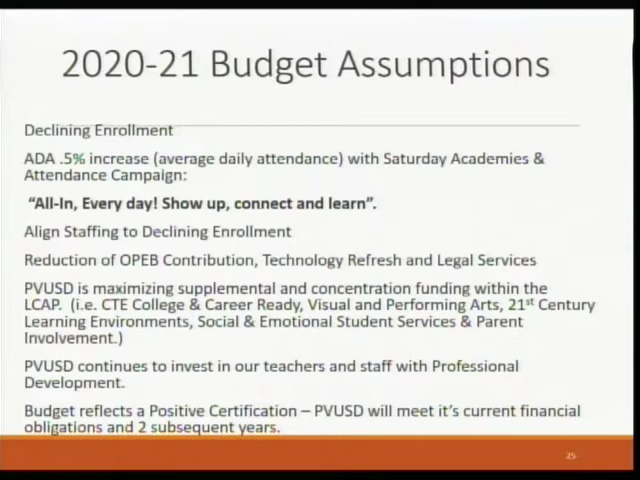 2020-21 Budget Assumptions
Declining Enrollment
ADA .5% increase (average daily attendance) with Saturday Academies &
Attendance Campaign:
“All-In, Every day! Show up, connect and learn”.
Align Staffing to Declining Enrollment
Reduction of OPEB Contribution, Technology Refresh and Legal Services
PVUSD is maximizing supplemental and concentration funding within the
LCAP. (i.e. CTE College & Career Ready, Visual and Performing Arts, 21st Century
Learning Environments, Social & Emotional Student Services & Parent
Involvement.)
PVUSD continues to invest in our teachers and staff with Professional
Development.
Budget reflects a Positive Certification – PVUSD will meet it’s current financial
obligations and 2 subsequent years.
25